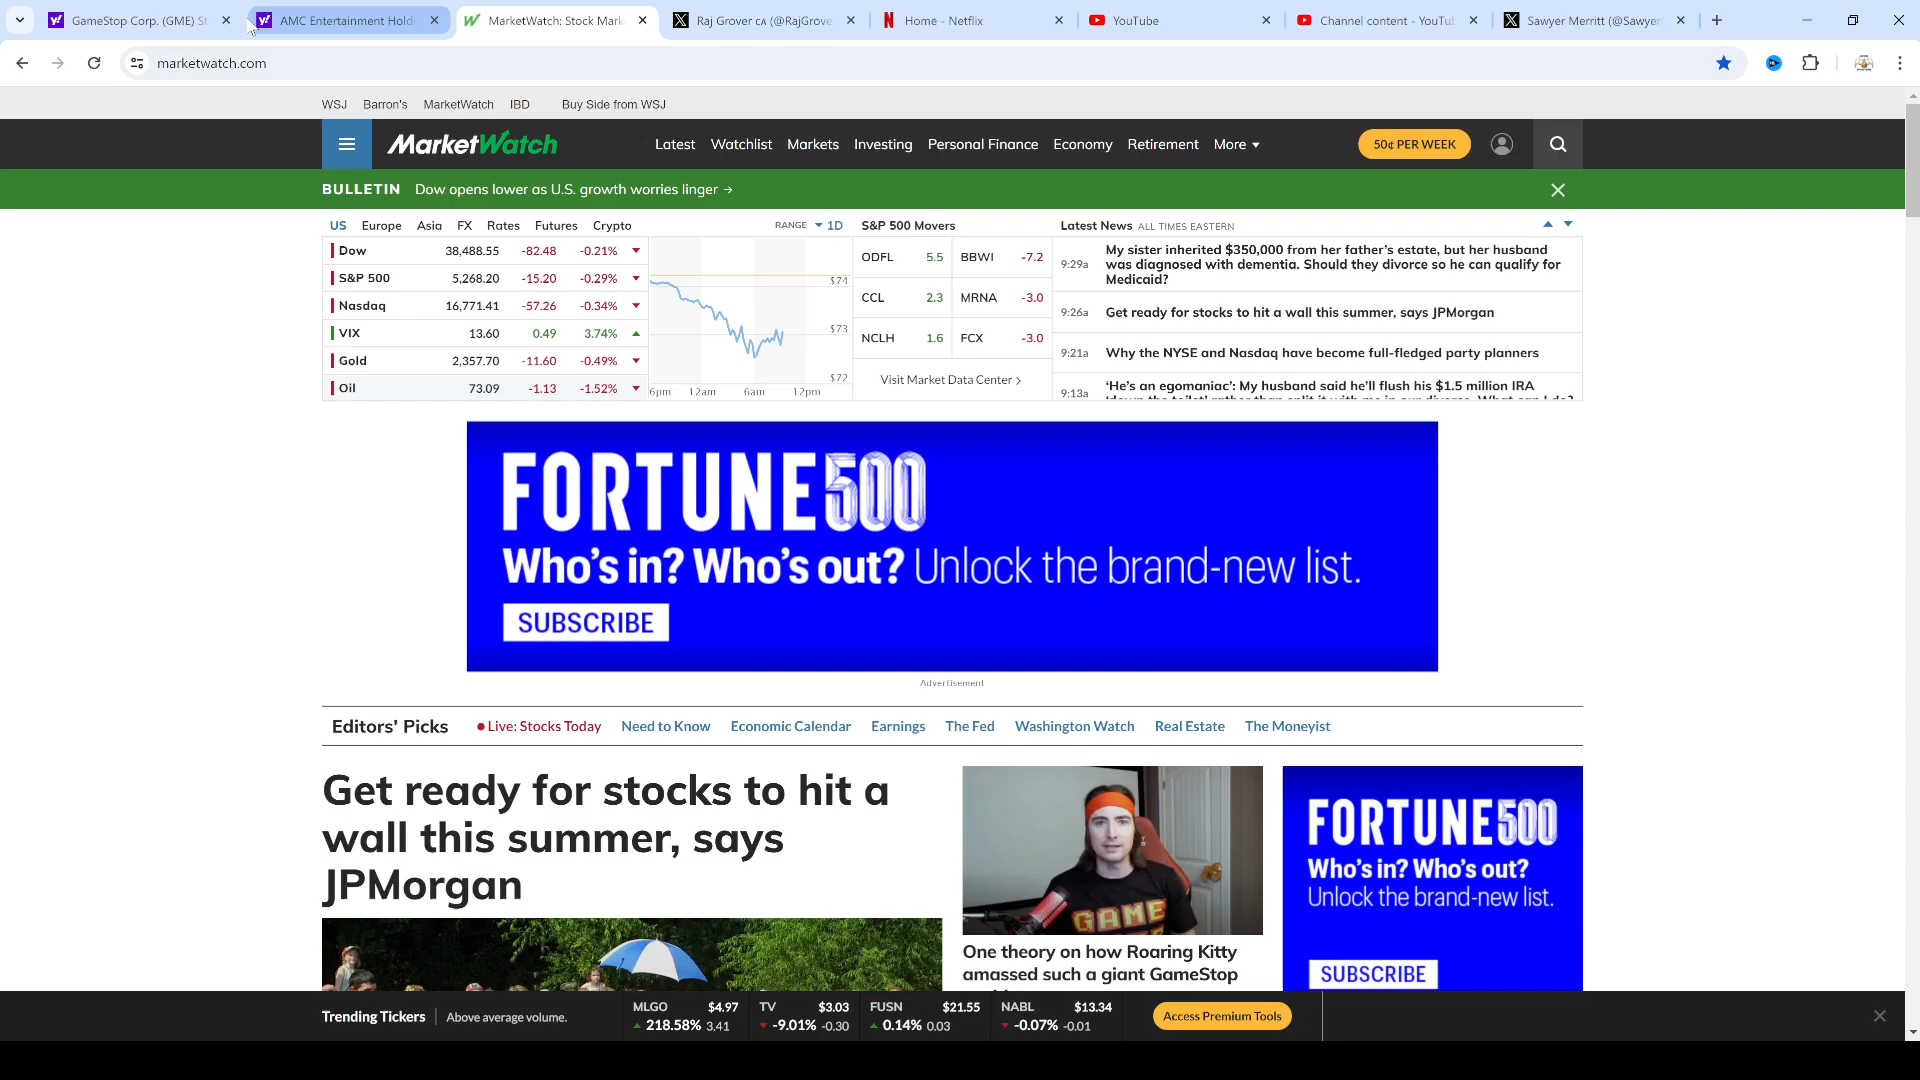 GameStop Corp. (GME) St
AMC Entertainment Holdi
MarketWatch: Stock Mark
Raj Grover CA (@RajGrove
Home - Netflix
YouTube
Channel content - YouTub
Sawyer Merritt (@Sawyer
marketwatch.com
WSJ Barron's MarketWatch IBD Buy Side from WSJ
MarketWatch
Latest Watchlist Markets Investing Personal Finance Economy Retirement More
50¢ PER WEEK
BULLETIN Dow opens lower as U.S. growth worries linger →
US Europe Asia FX Rates Futures Crypto
RANGE 1D
Dow 38,488.55 -82.48 -0.21%
S&P 500 5,268.20 -15.20 -0.29%
Nasdaq 16,771.41 -57.26 -0.34%
VIX 13.60 0.49 3.74%
Gold 2,357.70 -11.60 -0.49%
Oil 73.09 -1.13 -1.52%
$74
$73
$72
6pm 12am 6am 12pm
S&P 500 Movers
ODFL 5.5 BBWI -7.2
CCL 2.3 MRNA -3.0
NCLH 1.6 FCX -3.0
Visit Market Data Center >
Latest News ALL TIMES EASTERN
9:29a My sister inherited $350,000 from her father's estate, but her husband
was diagnosed with dementia. Should they divorce so he can qualify for
Medicaid?
9:26a Get ready for stocks to hit a wall this summer, says JPMorgan
9:21a Why the NYSE and Nasdaq have become full-fledged party planners
9:13a 'He's an egomaniac': My husband said he'll flush his $1.5 million IRA
'down the toilet' rather than split it with me in our divorce. What can I do?
FORTUNE 500
Who's in? Who's out? Unlock the brand-new list.
SUBSCRIBE
Advertisement
Editors' Picks Live: Stocks Today Need to Know Economic Calendar Earnings The Fed Washington Watch Real Estate The Moneyist
Get ready for stocks to hit a
wall this summer, says
JPMorgan
GAME
One theory on how Roaring Kitty
amassed such a giant GameStop
FORTUNE 500
Who's in? Who's out?
Unlock the brand-new list.
SUBSCRIBE
Trending Tickers Above average volume.
MLGO $4.97
218.58% 3.41
TV $3.03
-9.01% -0.30
FUSN $21.55
0.14% 0.03
NABL $13.34
-0.07% -0.01
Access Premium Tools